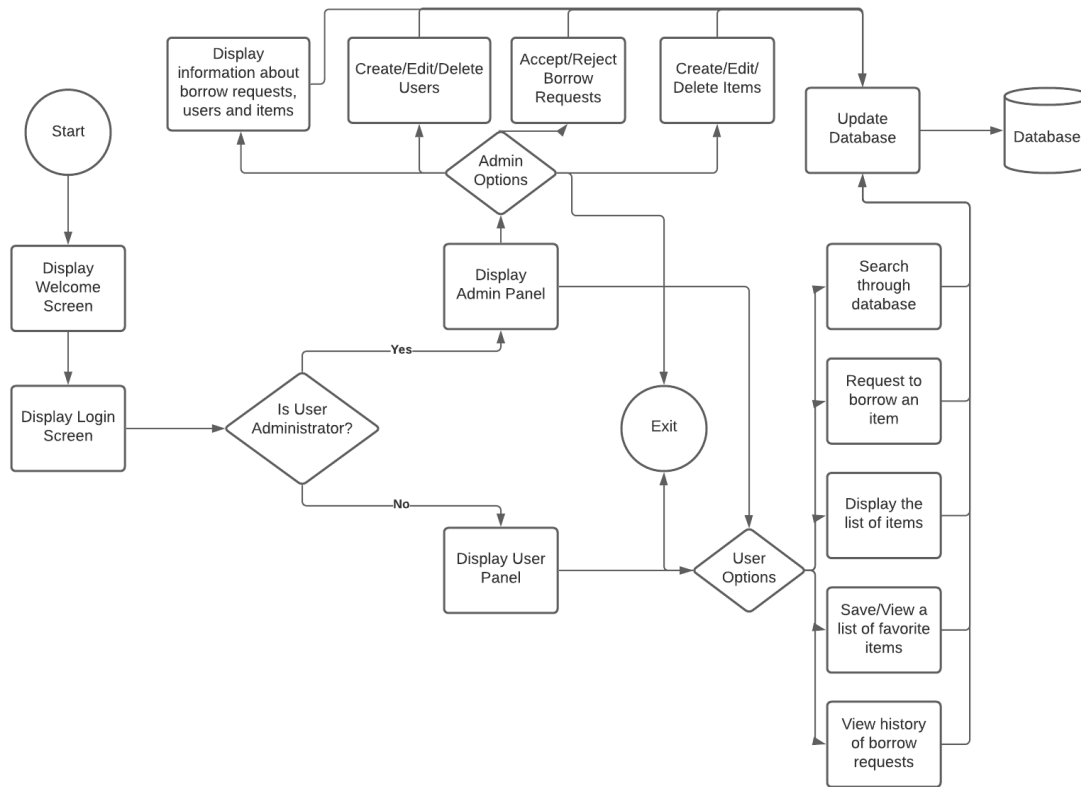 Display
information about
borrow requests,
users and items
Create/Edit/Delete
Users
Accept/Reject
Borrow
Requests
Create/Edit/
Delete Items
Start
Update
Database
Database
Admin
Options
Display
Welcome
Screen
Display
Admin Panel
Search
through
database
Yes
Display Login
Screen
Is User
Administrator?
Exit
Request to
borrow an
item
No
Display the
list of items
Display User
Panel
User
Options
Save/View a
list of favorite
items
View history
of borrow
requests